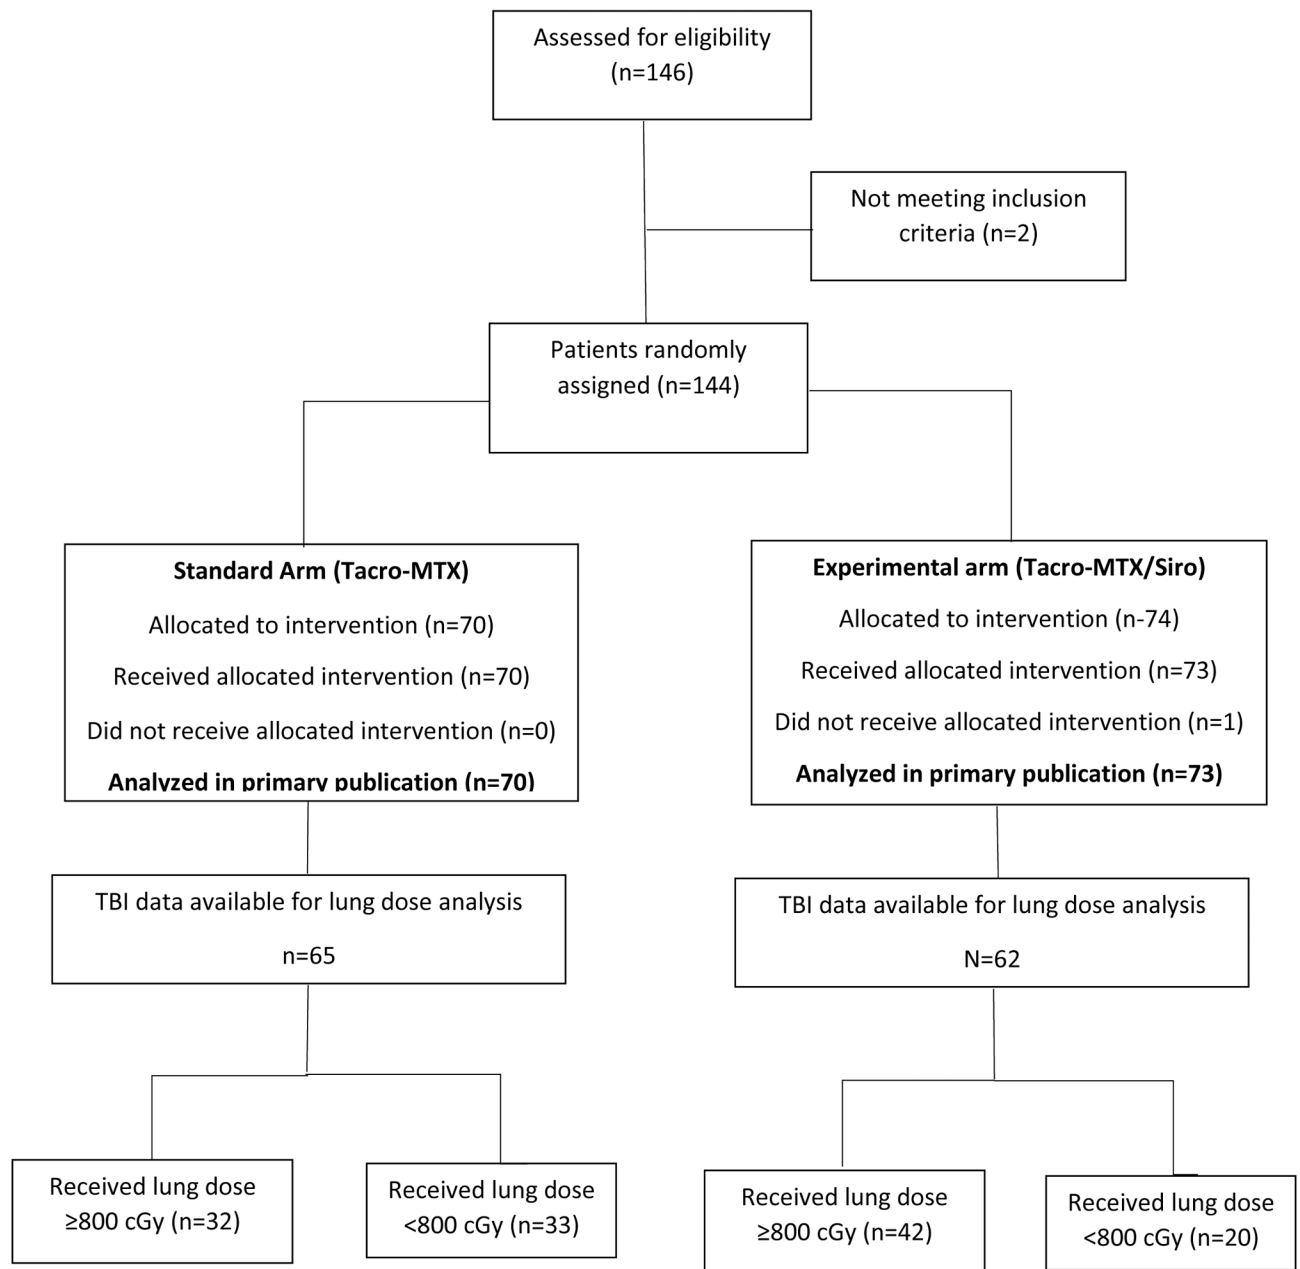 Assessed for eligibility
(n=146)
Not meeting inclusion
criteria (n=2)
Patients randomly
assigned (n=144)
Standard Arm (Tacro-MTX)
Allocated to intervention (n=70)
Received allocated intervention (n=70)
Did not receive allocated intervention (n=0)
Analyzed in primary publication (n=70)
Experimental arm (Tacro-MTX/Siro)
Allocated to intervention (n-74)
Received allocated intervention (n=73)
Did not receive allocated intervention (n=1)
Analyzed in primary publication (n=73)
TBI data available for lung dose analysis
n=65
TBI data available for lung dose analysis
N=62
Received lung dose
≥800 cGy (n=32)
Received lung dose
<800 cGy (n=33)
Received lung dose
≥800 cGy (n=42)
Received lung dose
<800 cGy (n=20)